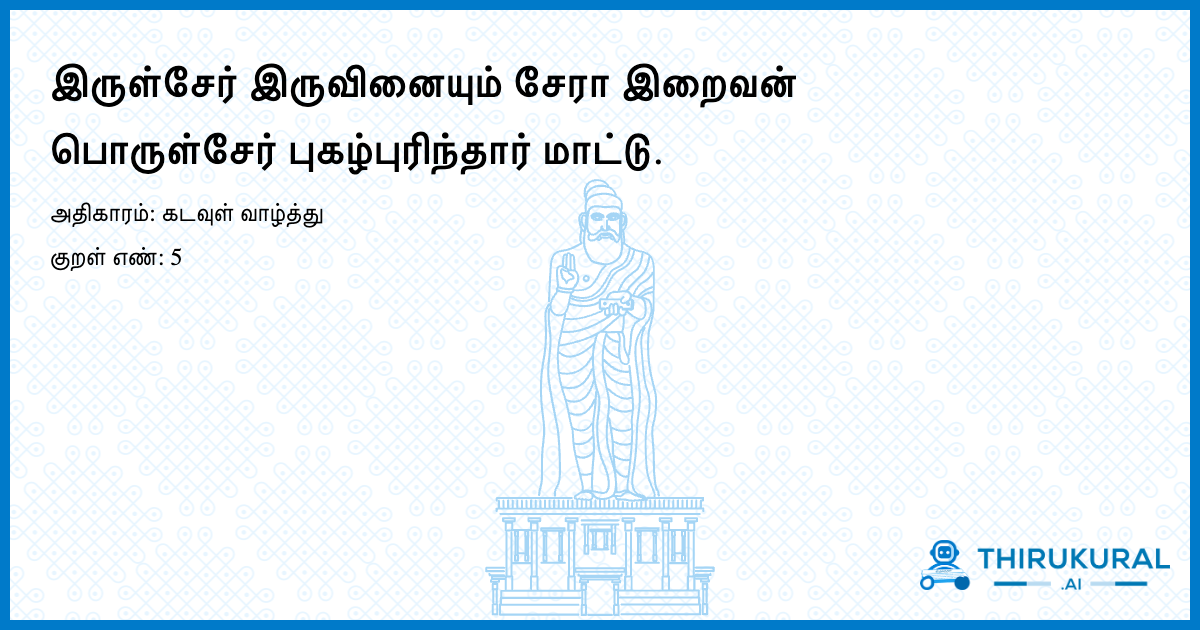 இருள்சேர் இருவினையும் சேரா இறைவன்
பொருள்சேர் புகழ்புரிந்தார் மாட்டு.
அதிகாரம்: கடவுள் வாழ்த்து
குறள் எண்: 5
THIRUKURAL
.AI